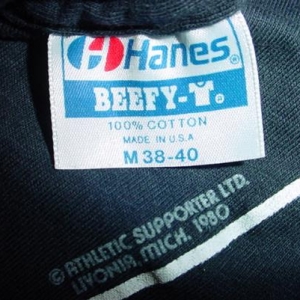 Hanes®
BEEFY-T®
100% COTTON
MADE IN U.S.A
M 38-40
© ATHLETIC SUPPORTER LTD.
LIVONIA, MICH. 1980